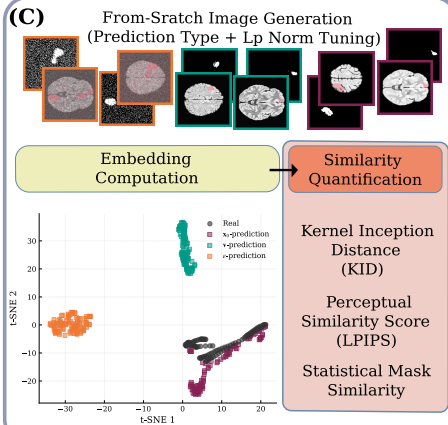 (C)
From-Sratch Image Generation
(Prediction Type + Lp Norm Tuning)
Embedding
Computation
Similarity
Quantification
Real
x₀-prediction
v-prediction
ε-prediction
30
20
10
0
−10
−20
t-SNE 2
−30
−20
−10
0
10
20
t-SNE 1
Kernel Inception
Distance
(KID)
Perceptual
Similarity Score
(LPIPS)
Statistical Mask
Similarity